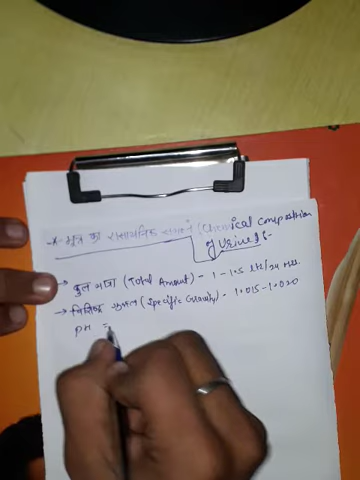 * मूत्र का रासायनिक संघटन (Chemical Composition
of Urine) :-
→ कुल मात्रा (Total Amount) = 1 - 1.5 ltr/24 Hrs.
→ विशिष्ट गुरुत्व (Specific Gravity) = 1.015-1.020
pH =